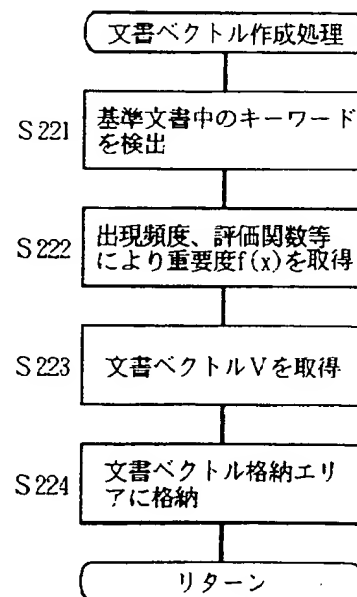 文書ベクトル作成処理
S221
基準文書中のキーワード
を検出
S222
出現頻度、評価関数等
により重要度f(x)を取得
S223
文書ベクトルVを取得
S224
文書ベクトル格納エリ
アに格納
リターン